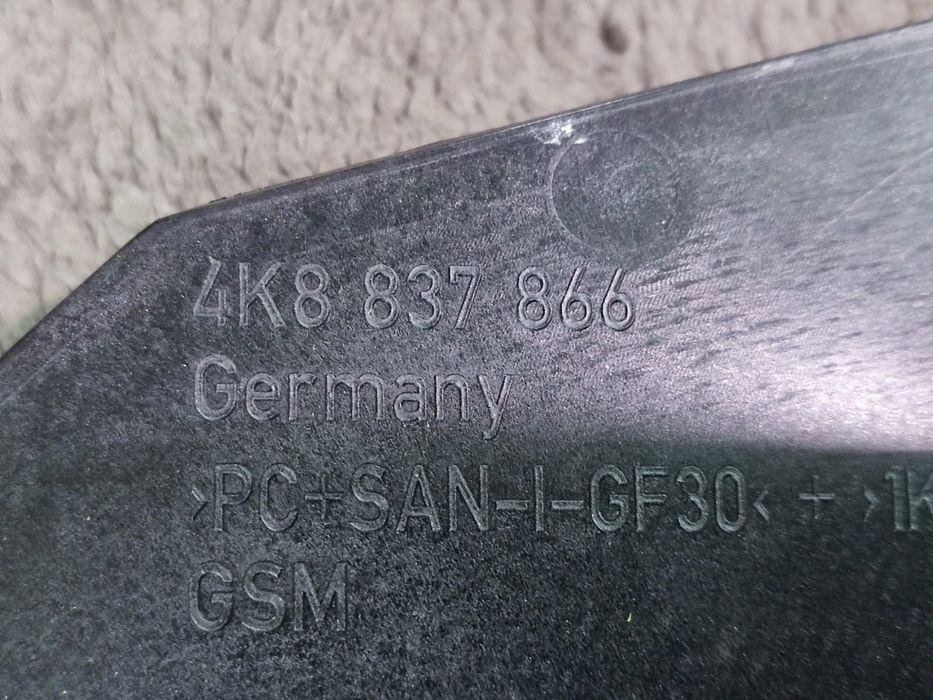 4K8 837 866
Germany
>PC+SAN-I-GF30< + >1K
GSM